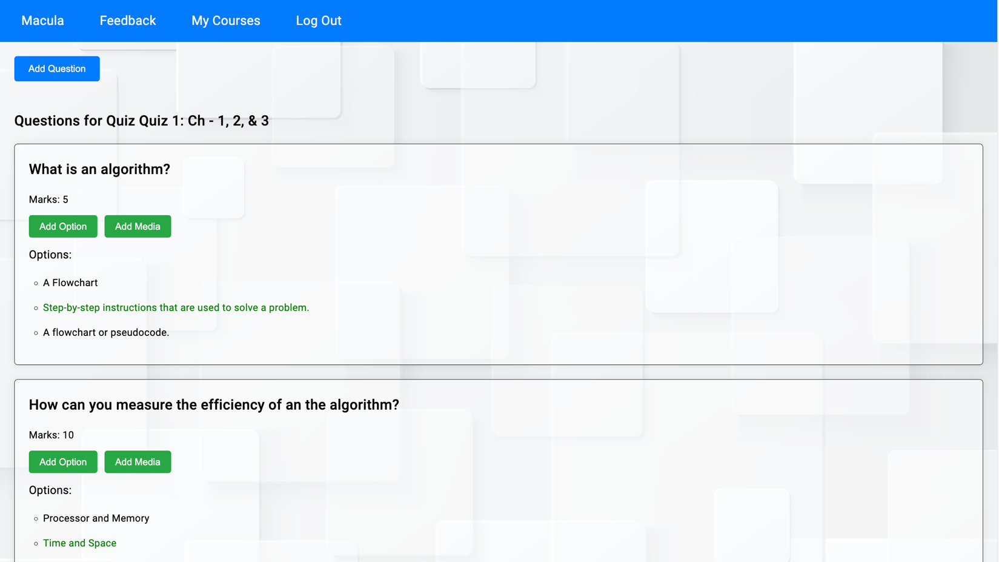 Macula Feedback My Courses Log Out
Add Question
Questions for Quiz Quiz 1: Ch - 1, 2, & 3
What is an algorithm?
Marks: 5
Add Option Add Media
Options:
A Flowchart
Step-by-step instructions that are used to solve a problem.
A flowchart or pseudocode.
How can you measure the efficiency of an the algorithm?
Marks: 10
Add Option Add Media
Options:
Processor and Memory
Time and Space